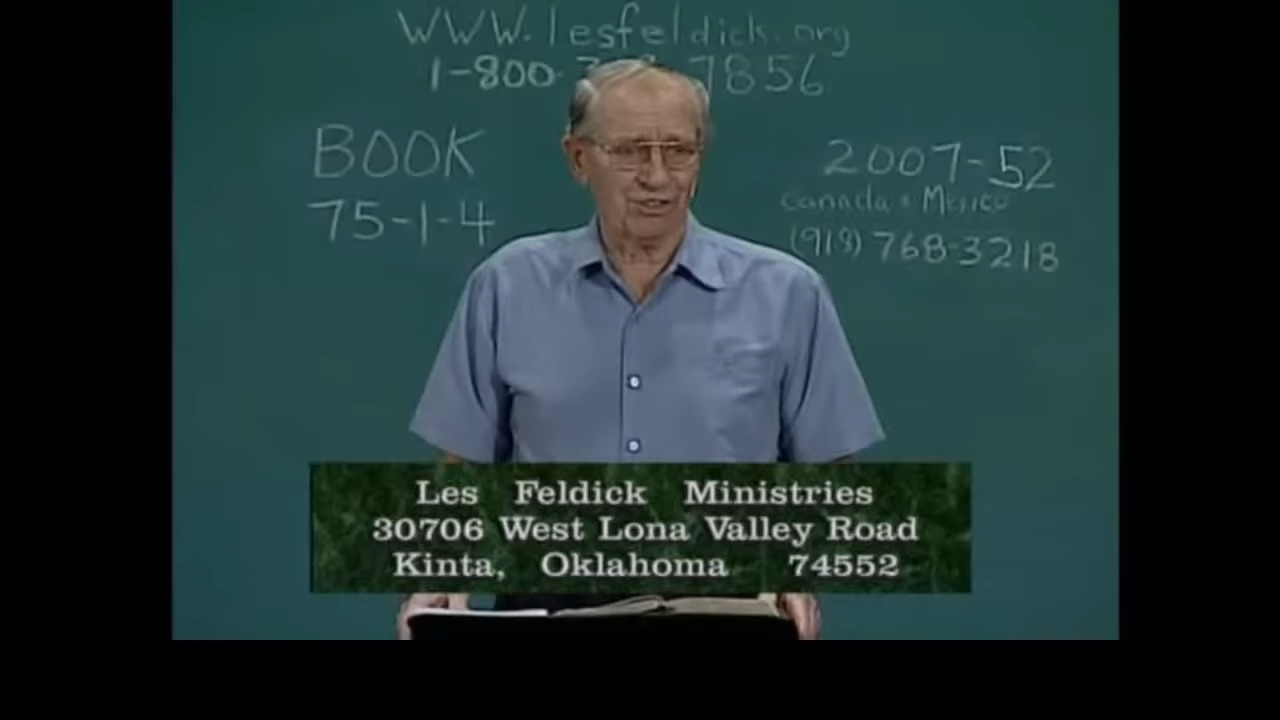 WWW.lesfeldick.org
1-800- 7856
BOOK
75-1-4
2007-52
Canada & Mexico
(918) 768-3218
Les Feldick Ministries
30706 West Lona Valley Road
Kinta, Oklahoma 74552